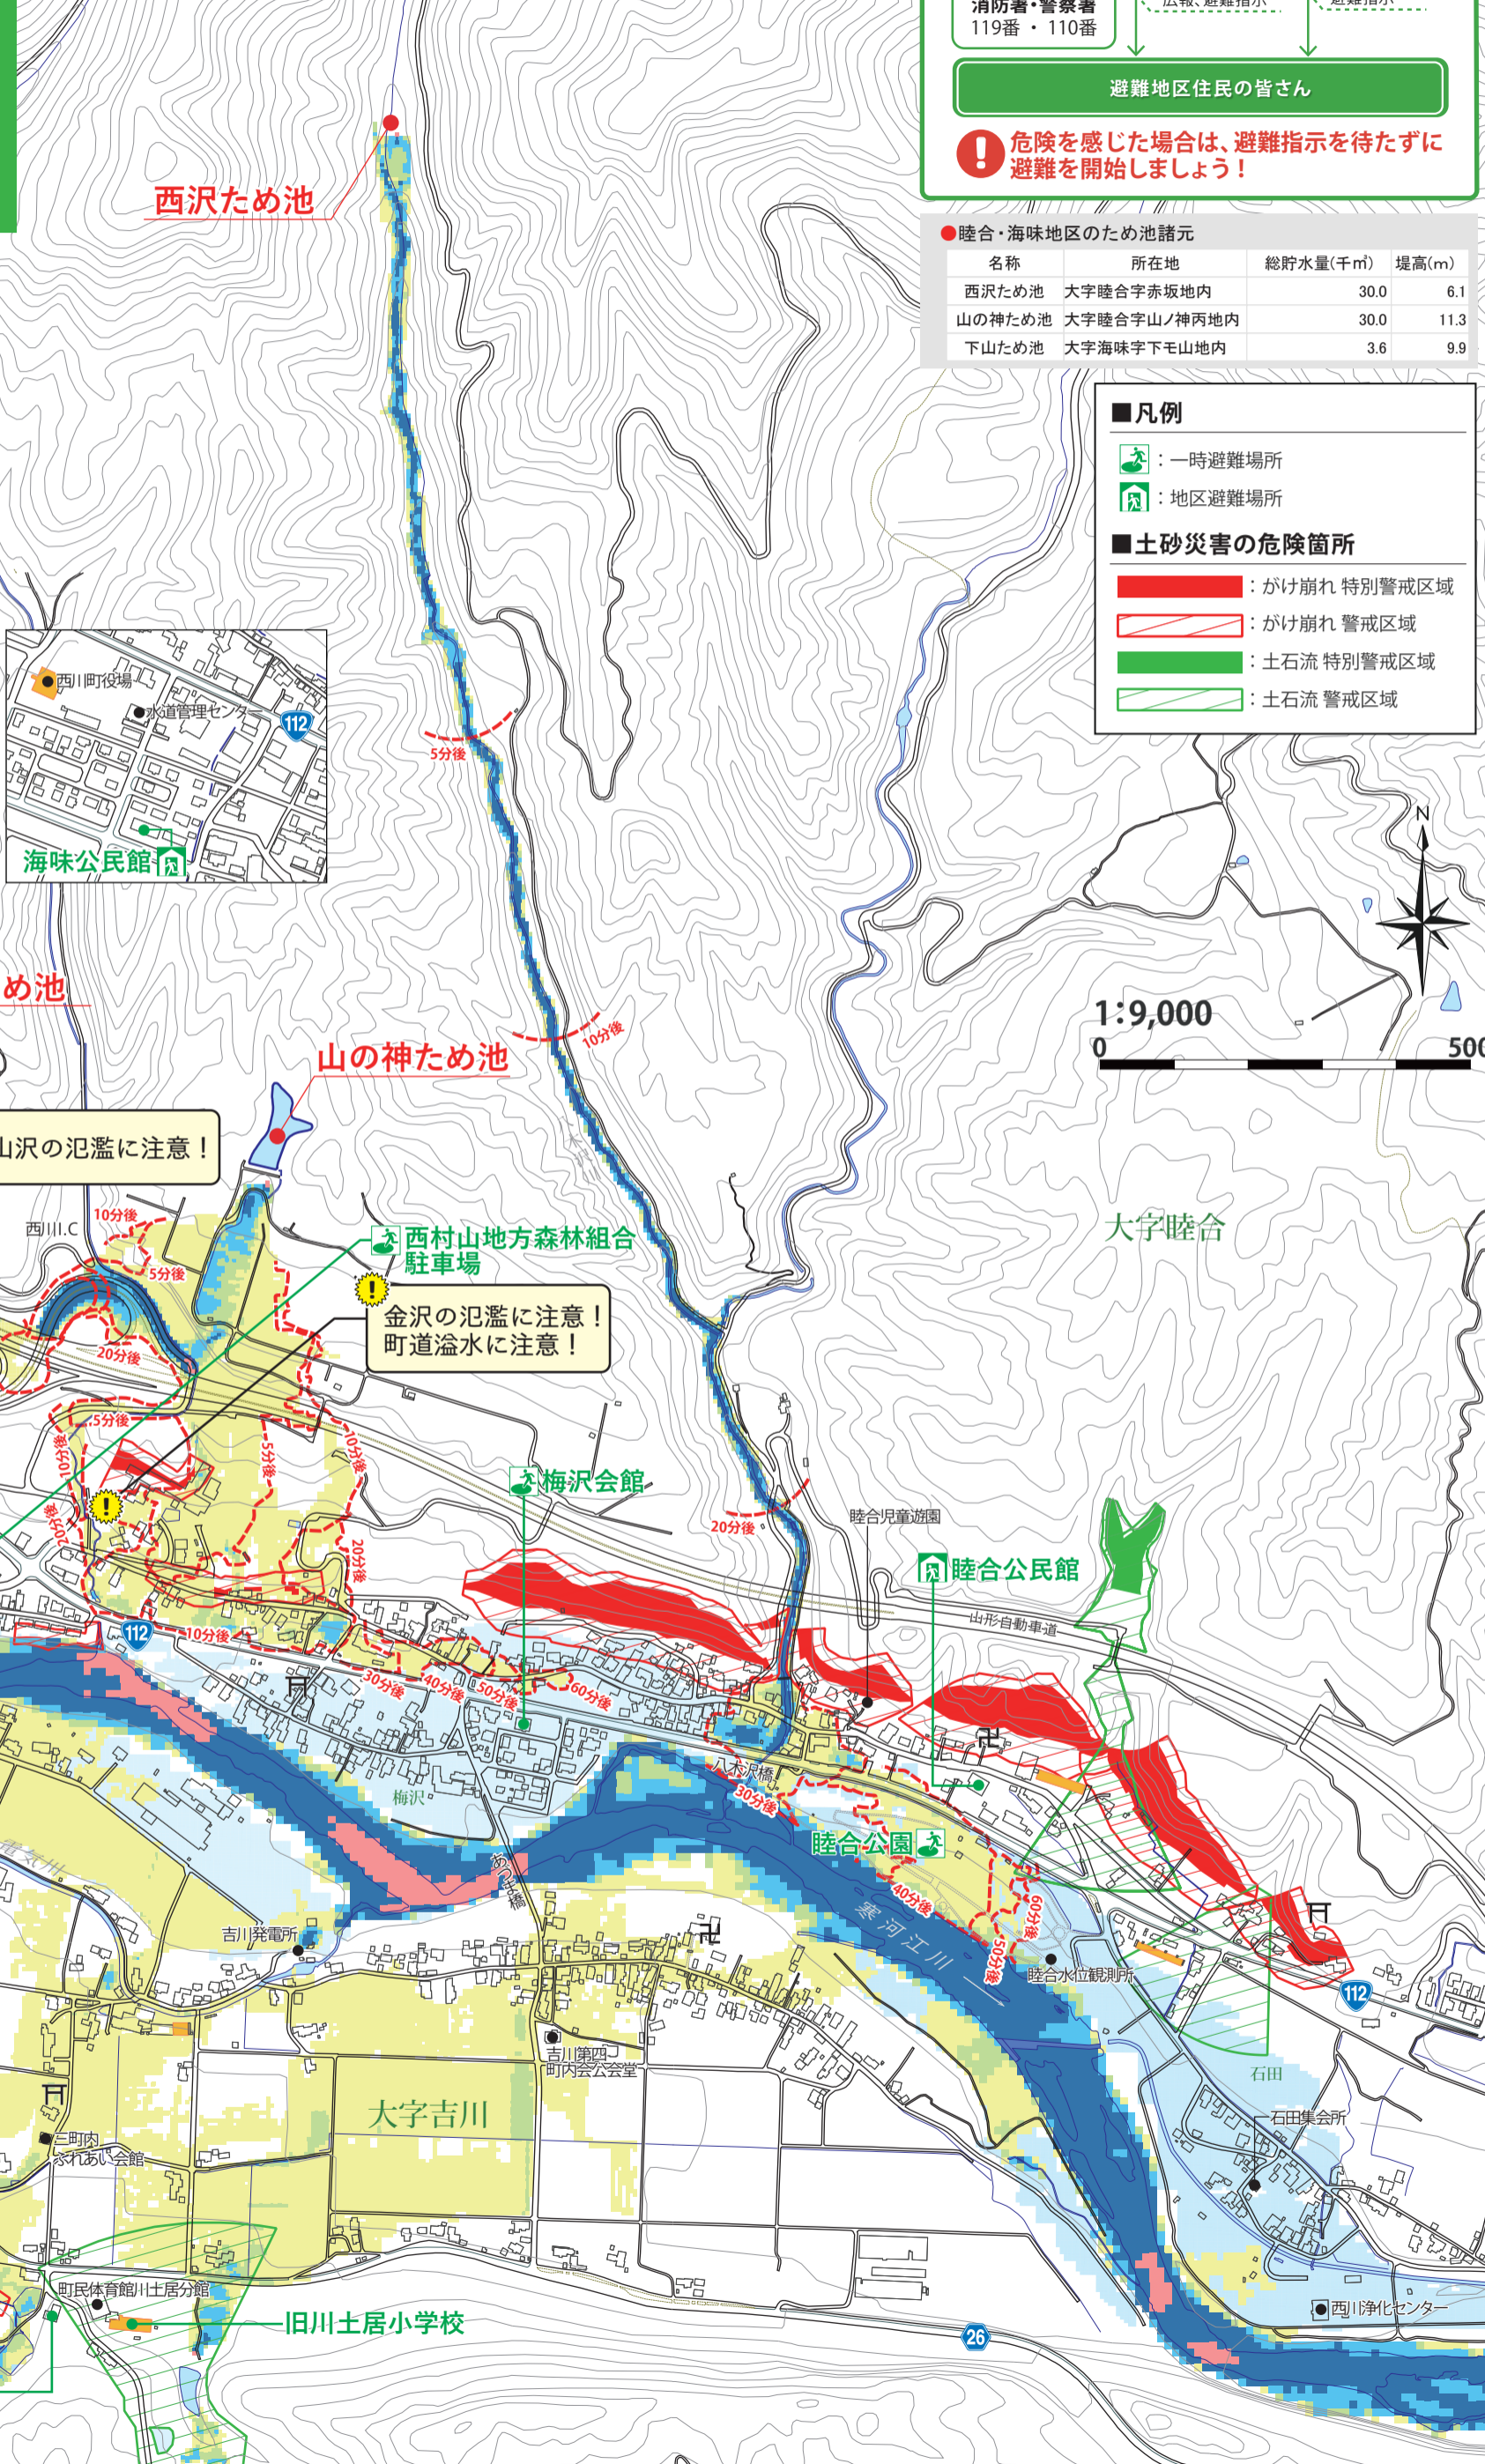 消防署・警察署
119番 ・ 110番
避難地区住民の皆さん
危険を感じた場合は、避難指示を待たずに
避難を開始しましょう！
●睦合・海味地区のため池諸元
名称 所在地 総貯水量(千㎥) 堤高(m)
西沢ため池 大字睦合字赤坂地内 30.0 6.1
山の神ため池 大字睦合字山ノ神丙地内 30.0 11.3
下山ため池 大字海味字下モ山地内 3.6 9.9
■凡例
：一時避難場所
：地区避難場所
■土砂災害の危険箇所
：がけ崩れ 特別警戒区域
：がけ崩れ 警戒区域
：土石流 特別警戒区域
：土石流 警戒区域
西沢ため池
西川町役場
水道管理センター
112
海味公民館
5分後
N
1:9,000
0
め池
10分後
山の神ため池
沢の氾濫に注意！
大字睦合
西川I.C
10分後
5分後
西村山地方森林組合
駐車場
金沢の氾濫に注意！
町道溢水に注意！
20分後
5分後
10分後
5分後
10分後
20分後
20分後
梅沢会館
20分後
睦合児童遊園
睦合公民館
山形自動車道
112
10分後
30分後
40分後
50分後
60分後
八木沢橋
30分後
梅沢
睦合公園
40分後
60分後
50分後
寒河江川
睦合水位観測所
吉川発電所
112
石田
石田集会所
吉川第四
町内会公会堂
大字吉川
三町内
ふれあい会館
町民体育館川土居分館
旧川土居小学校
26
西川浄化センター